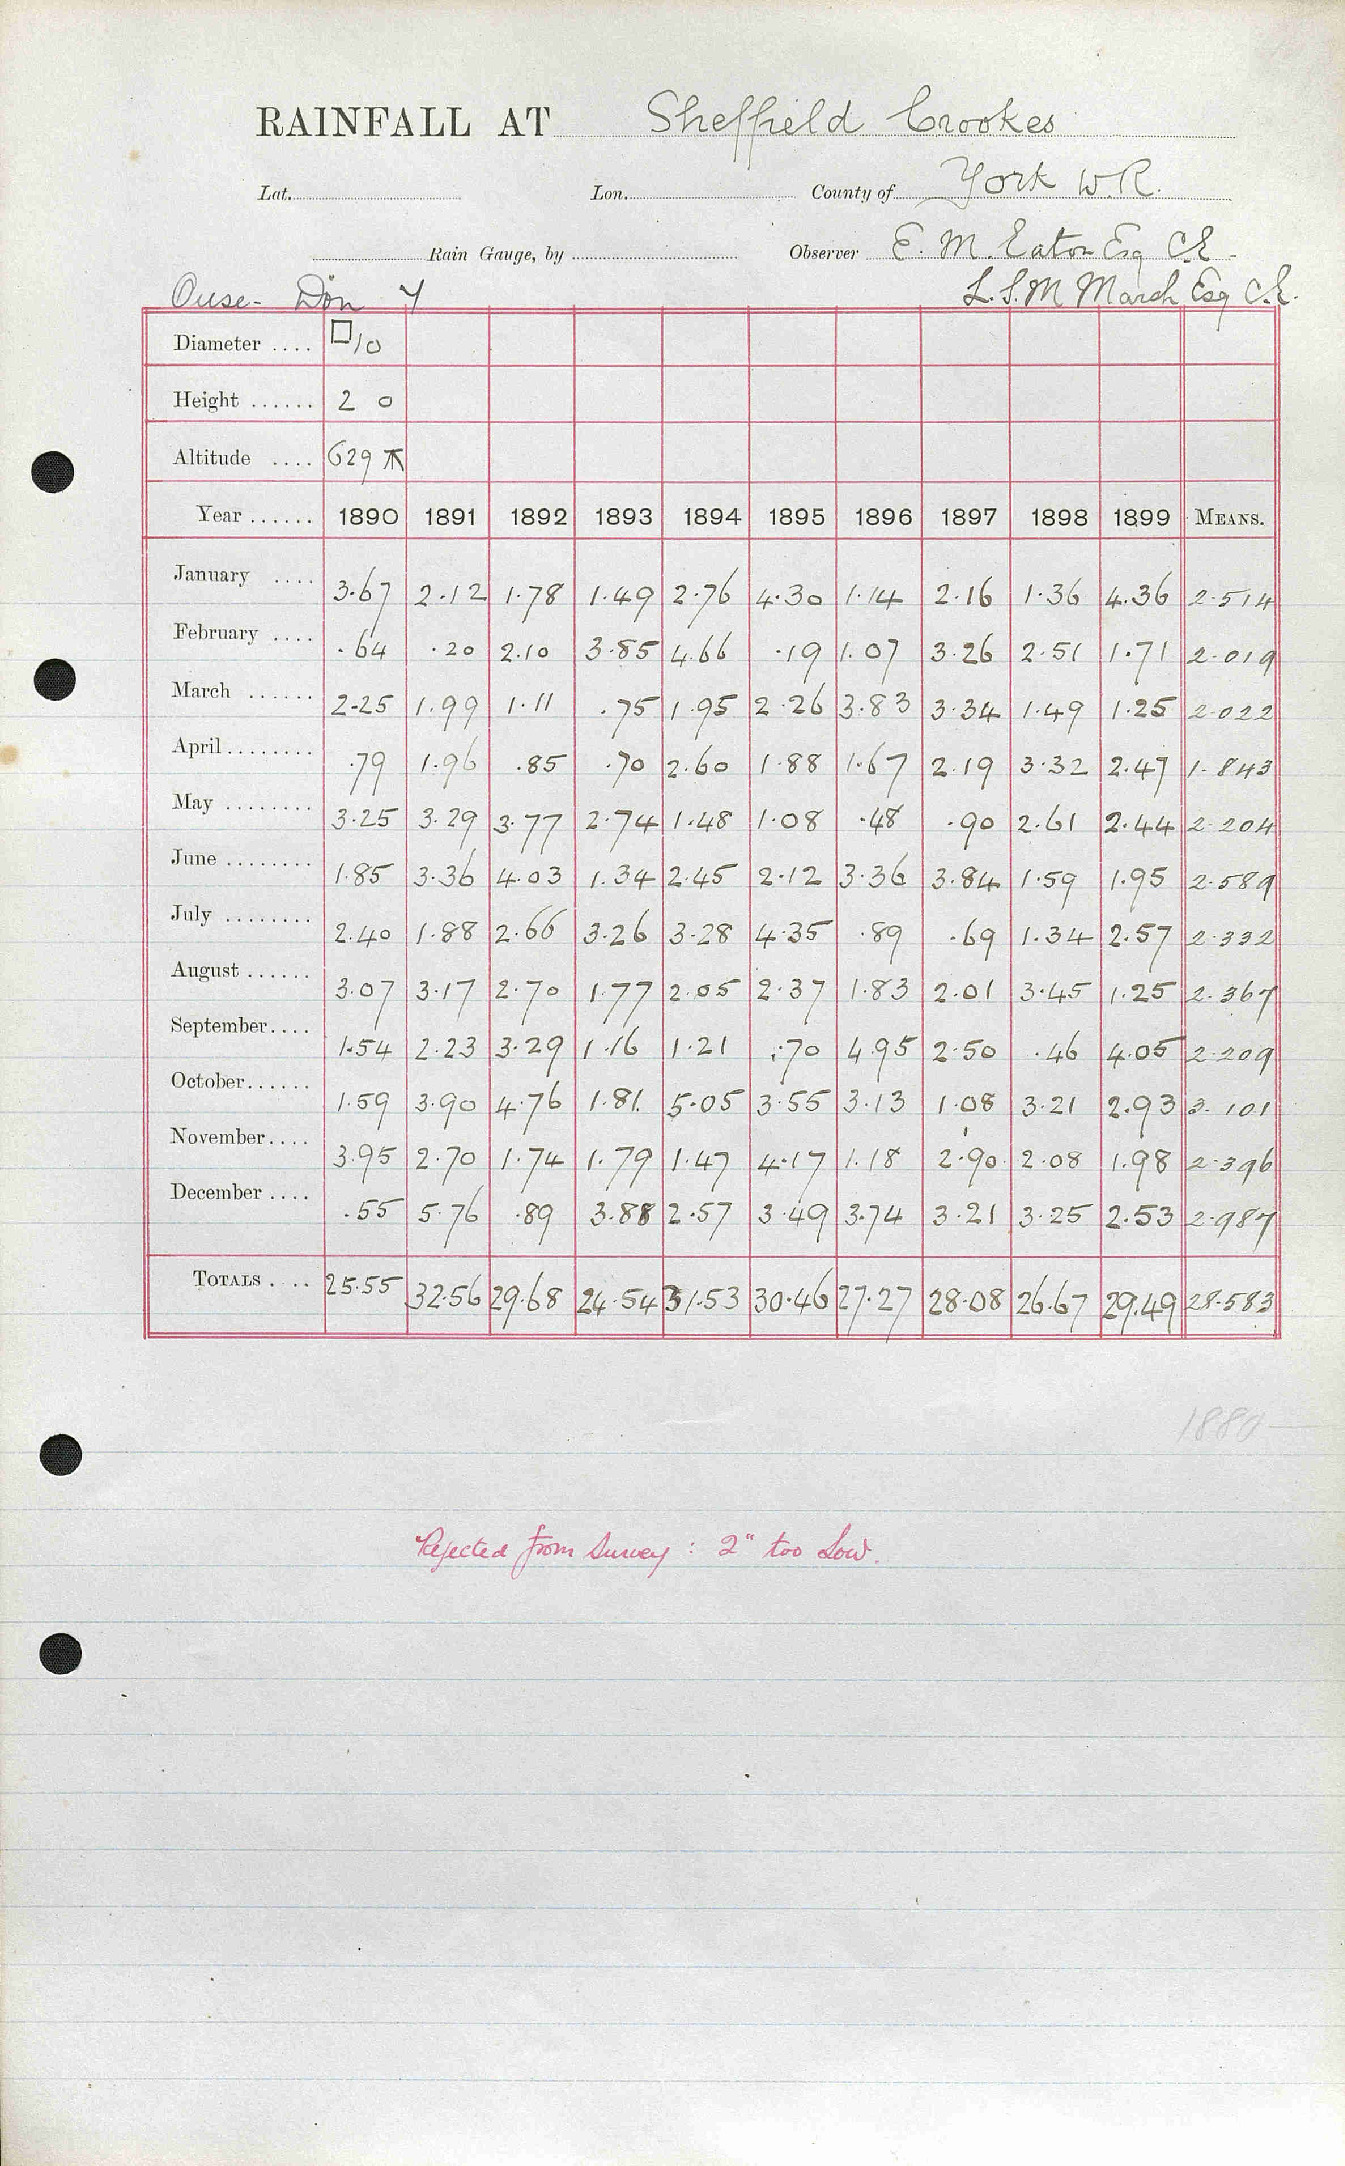 RAINFALL AT Sheffield Crookes
Lat. Lon. County of York W.R.
Rain Gauge, by Observer E. M. Eaton Esq C.E.
Ouse - Don L.S.M March Esq C.E.
Diameter .... □10
Height ...... 2 0
Altitude .... 629
Year ...... 1890 1891 1892 1893 1894 1895 1896 1897 1898 1899 MEANS.
January .... 3.67 2.12 1.78 1.49 2.76 4.30 1.14 2.16 1.36 4.36 2.514
February .... .64 .20 2.10 3.85 4.66 .19 1.07 3.26 2.51 1.71 2.019
March ...... 2.25 1.99 1.11 .75 1.95 2.26 3.83 3.34 1.49 1.25 2.022
April ........ .79 1.96 .85 .70 2.60 1.88 1.67 2.19 3.32 2.47 1.843
May ........ 3.25 3.29 3.77 2.74 1.48 1.08 .48 .90 2.61 2.44 2.204
June ........ 1.85 3.36 4.03 1.34 2.45 2.12 3.36 3.84 1.59 1.95 2.589
July ........ 2.40 1.88 2.66 3.26 3.28 4.35 .89 .69 1.34 2.57 2.332
August ...... 3.07 3.17 2.70 1.77 2.05 2.37 1.83 2.01 3.45 1.25 2.367
September .... 1.54 2.23 3.29 1.16 1.21 .70 4.95 2.50 .46 4.05 2.209
October ...... 1.59 3.90 4.76 1.81 5.05 3.55 3.13 1.08 3.21 2.93 3.101
November .... 3.95 2.70 1.74 1.79 1.47 4.17 1.18 2.90 2.08 1.98 2.396
December .... .55 5.76 .89 3.88 2.57 3.49 3.74 3.21 3.25 2.53 2.987
TOTALS .... 25.55 32.56 29.68 24.54 31.53 30.46 27.27 28.08 26.67 29.49 28.583
1880 —
Rejected from Survey : 2" too Low.